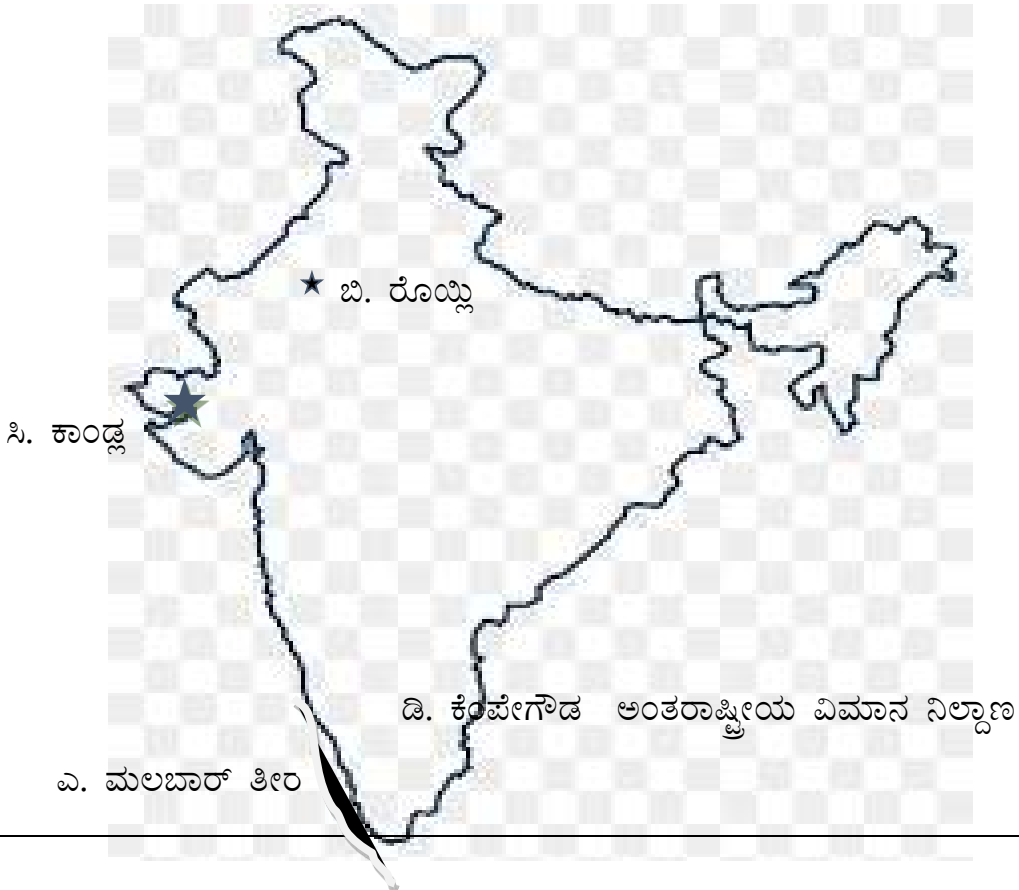 ಬಿ. ರೊಯ್ಲಿ
ಸಿ. ಕಾಂಡ್ಲ
ಡಿ. ಕೆಂಪೇಗೌಡ ಅಂತರಾಷ್ಟ್ರೀಯ ವಿಮಾನ ನಿಲ್ದಾಣ
ಎ. ಮಲಬಾರ್ ತೀರ